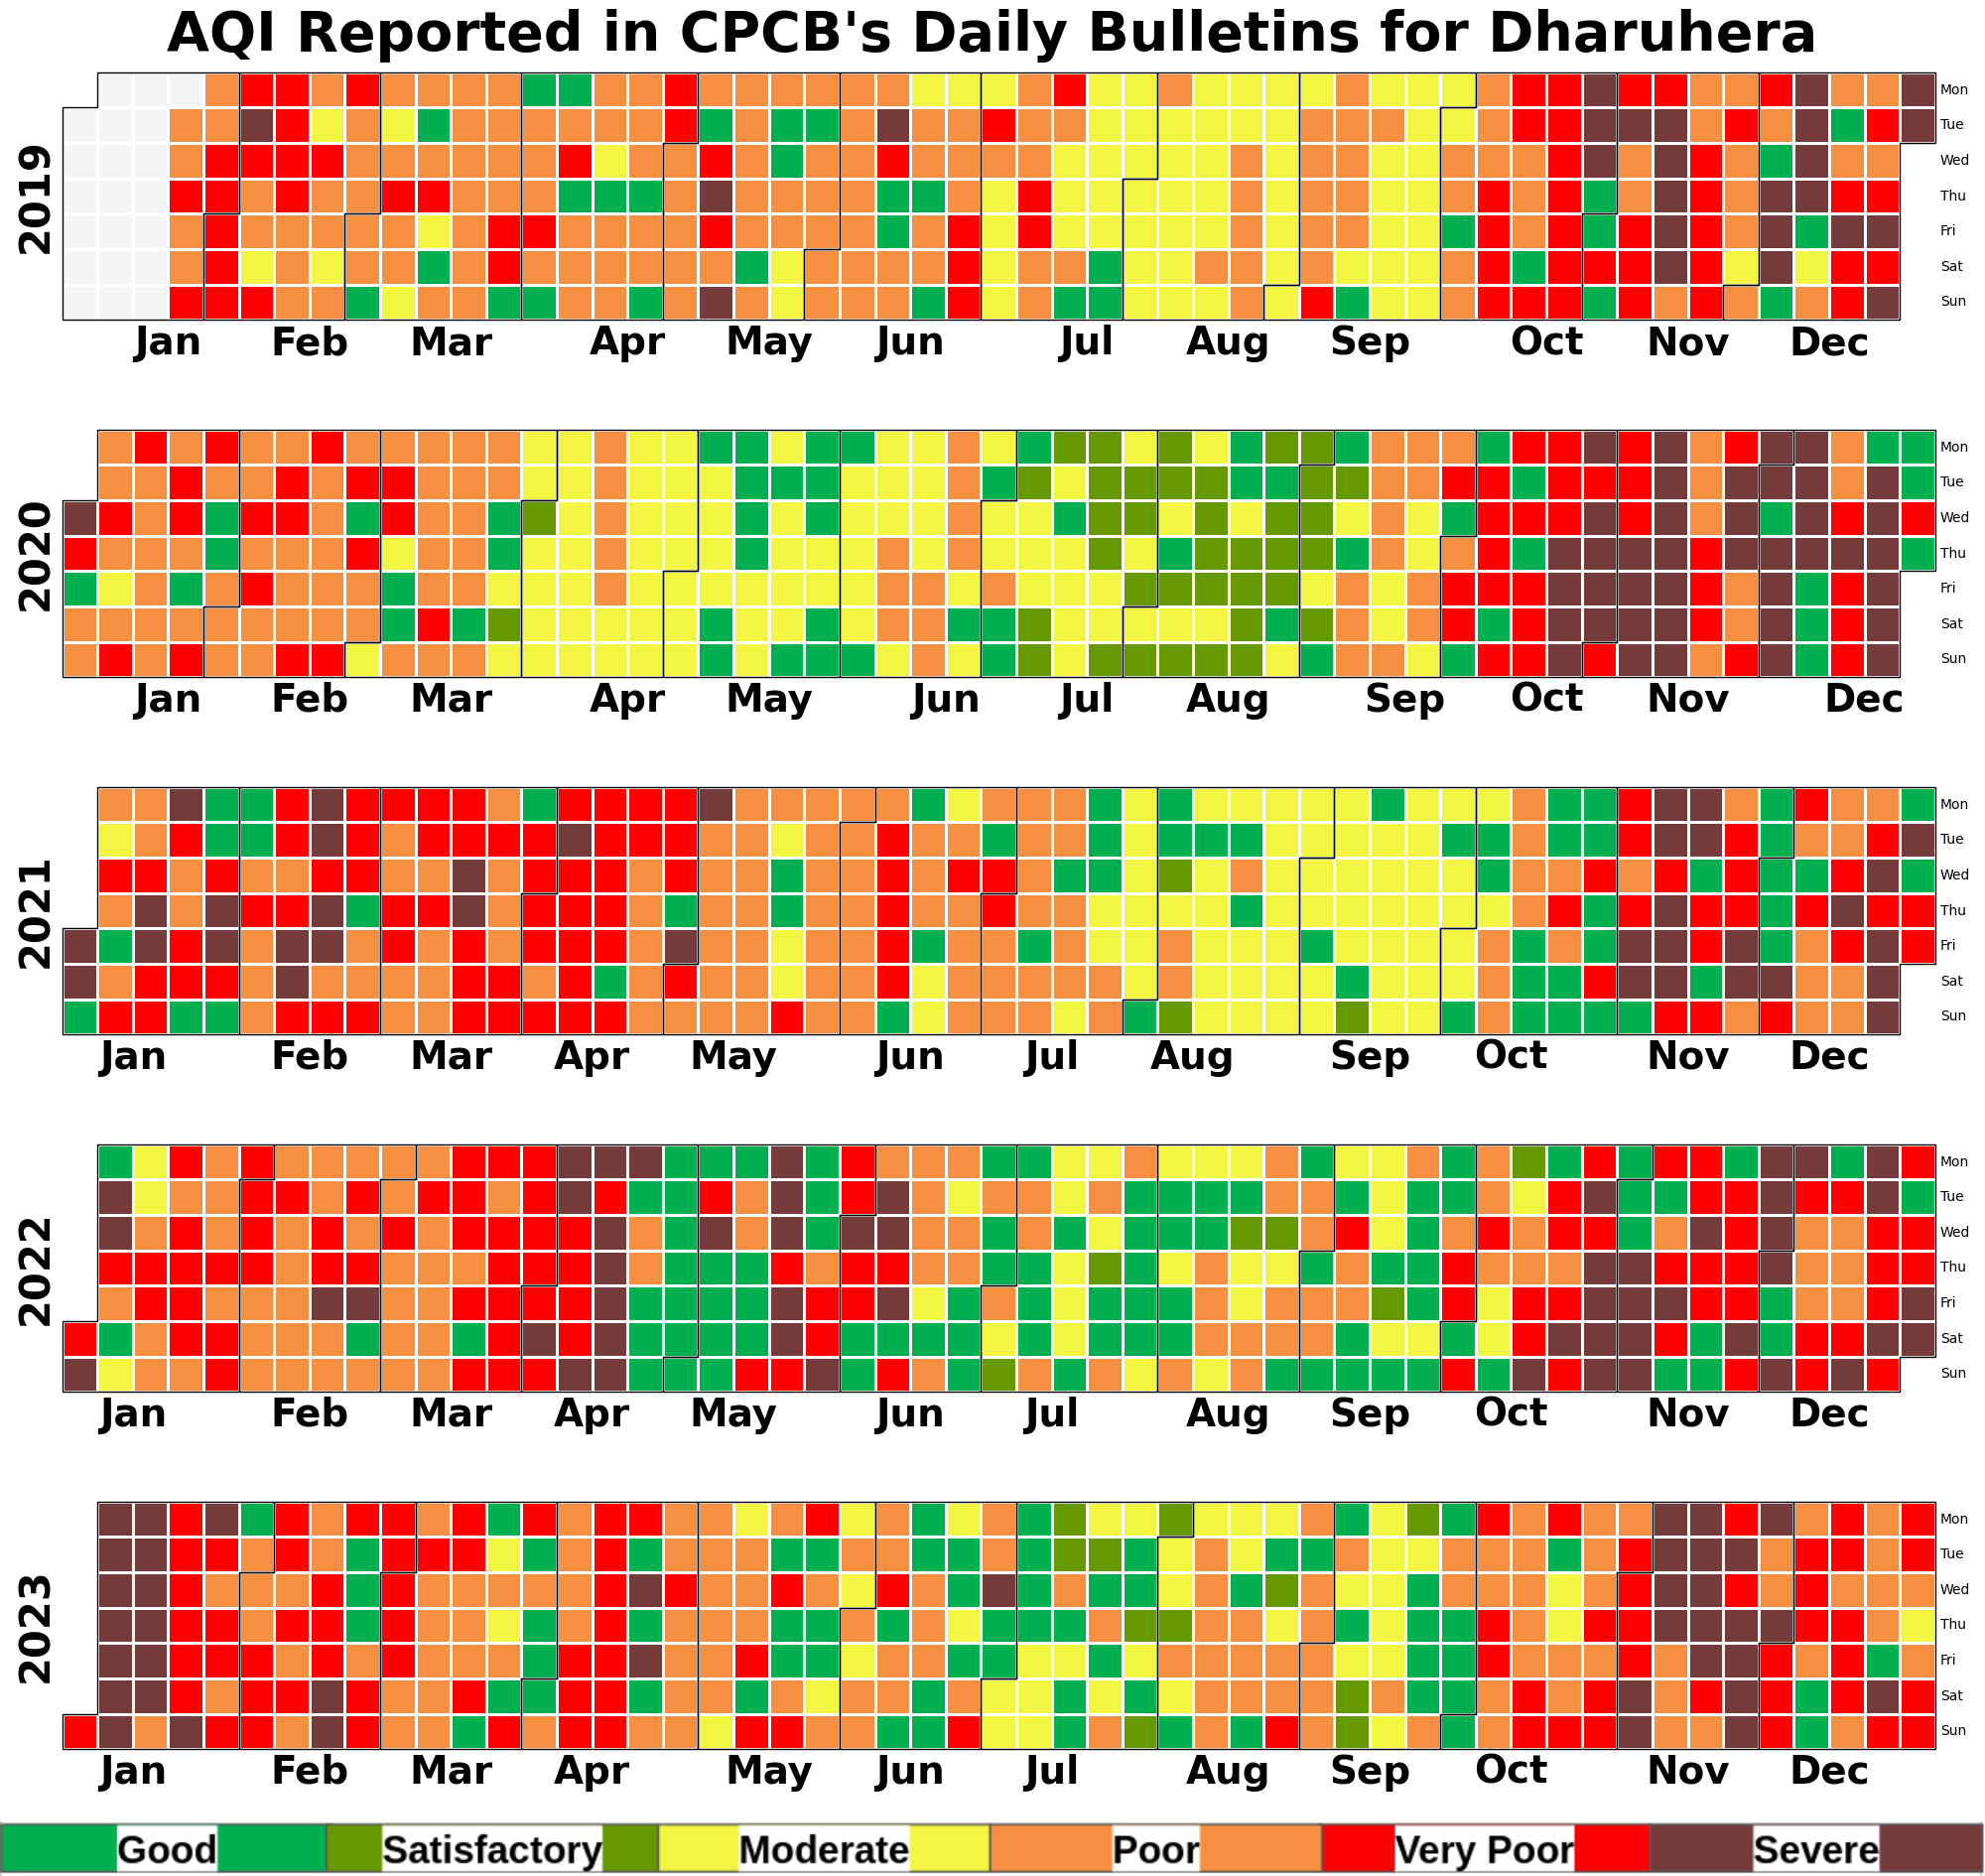 AQI Reported in CPCB's Daily Bulletins for Dharuhera
2019
Mon
Tue
Wed
Thu
Fri
Sat
Sun
Jan Feb Mar Apr May Jun Jul Aug Sep Oct Nov Dec
2020
Mon
Tue
Wed
Thu
Fri
Sat
Sun
Jan Feb Mar Apr May Jun Jul Aug Sep Oct Nov Dec
2021
Mon
Tue
Wed
Thu
Fri
Sat
Sun
Jan Feb Mar Apr May Jun Jul Aug Sep Oct Nov Dec
2022
Mon
Tue
Wed
Thu
Fri
Sat
Sun
Jan Feb Mar Apr May Jun Jul Aug Sep Oct Nov Dec
2023
Mon
Tue
Wed
Thu
Fri
Sat
Sun
Jan Feb Mar Apr May Jun Jul Aug Sep Oct Nov Dec
Good Satisfactory Moderate Poor Very Poor Severe